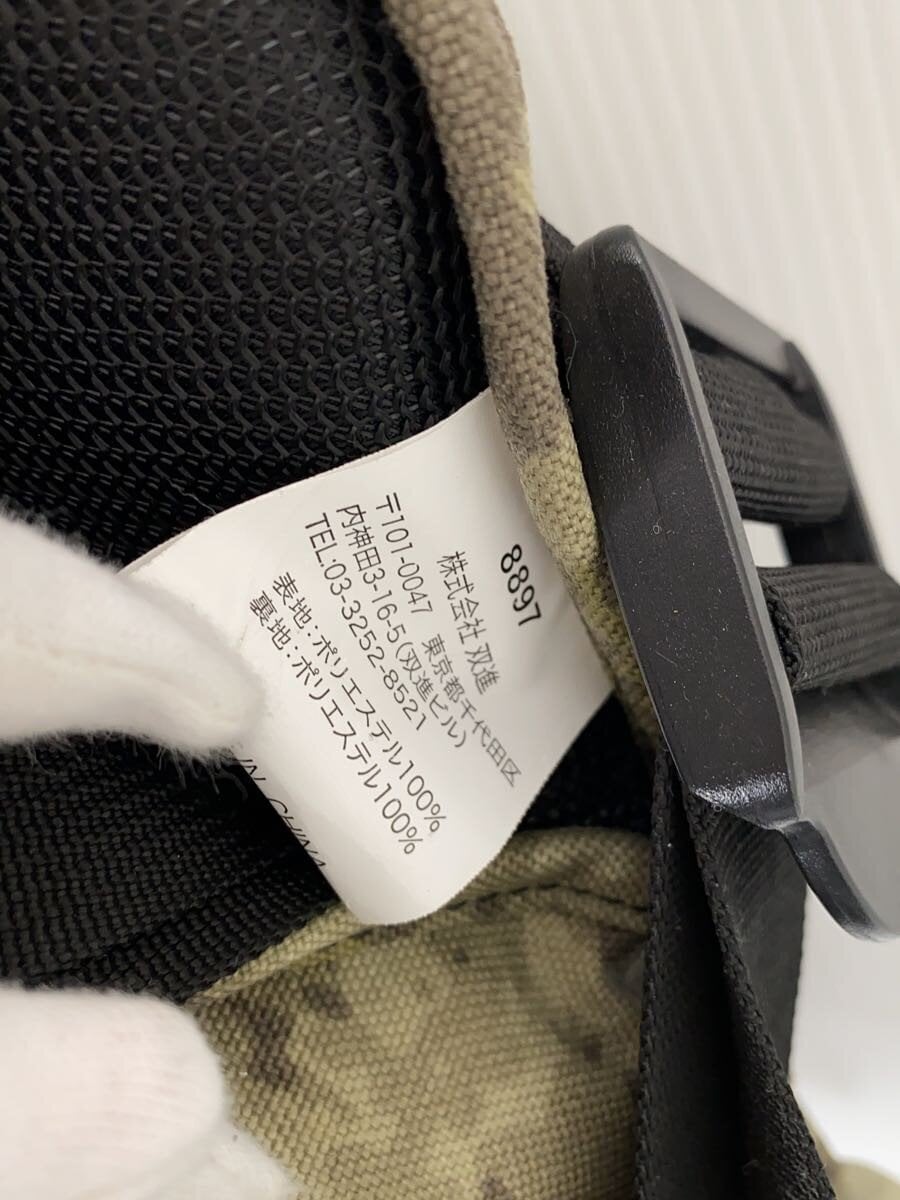 8897
株式会社 双進
〒101-0047 東京都千代田区
内神田3-16-5(双進ビル)
TEL:03-3252-8521
表地:ポリエステル100%
裏地:ポリエステル100%